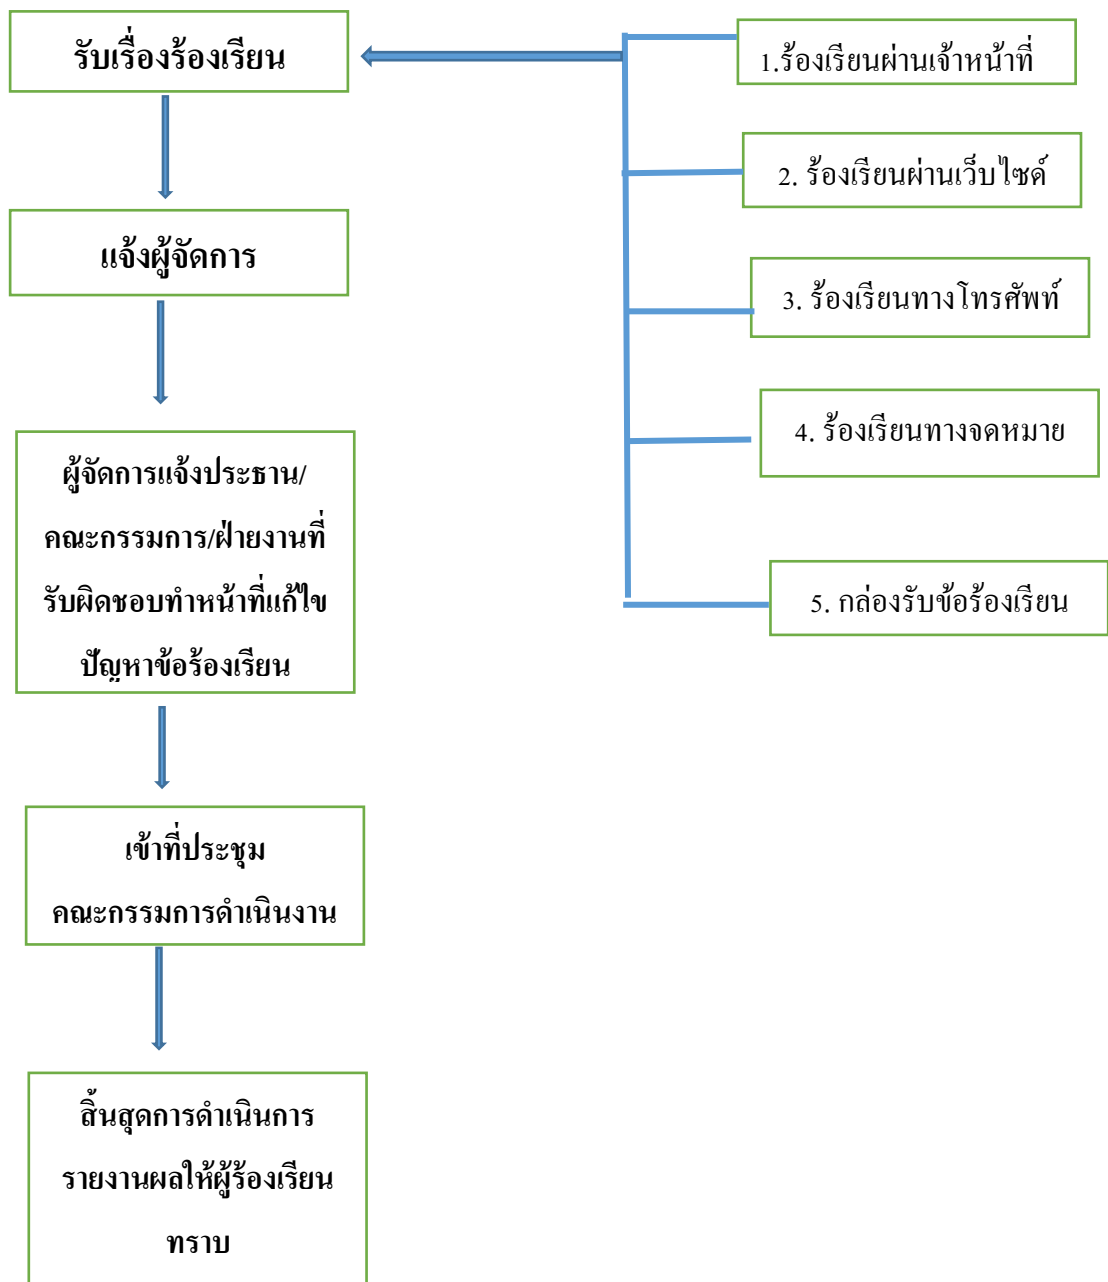 รับเรื่องร้องเรียน
แจ้งผู้จัดการ
ผู้จัดการแจ้งประธาน/
คณะกรรมการ/ฝ่ายงานที่
รับผิดชอบทำหน้าที่แก้ไข
ปัญหาข้อร้องเรียน
เข้าที่ประชุม
คณะกรรมการดำเนินงาน
สิ้นสุดการดำเนินการ
รายงานผลให้ผู้ร้องเรียน
ทราบ
1.ร้องเรียนผ่านเจ้าหน้าที่
2. ร้องเรียนผ่านเว็บไซด์
3. ร้องเรียนทางโทรศัพท์
4. ร้องเรียนทางจดหมาย
5. กล่องรับข้อร้องเรียน